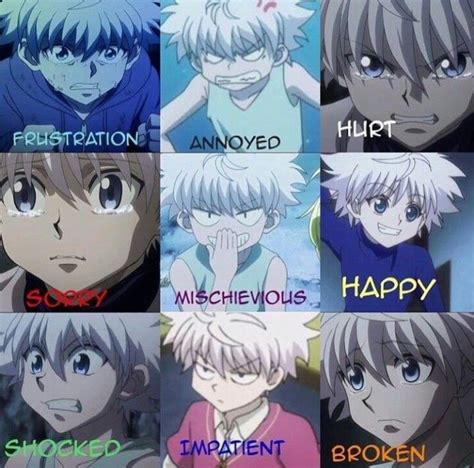 FRUSTRATION
ANNOYED
HURT
SORRY
MISCHIEVIOUS
HAPPY
SHOCKED
IMPATIENT
BROKEN